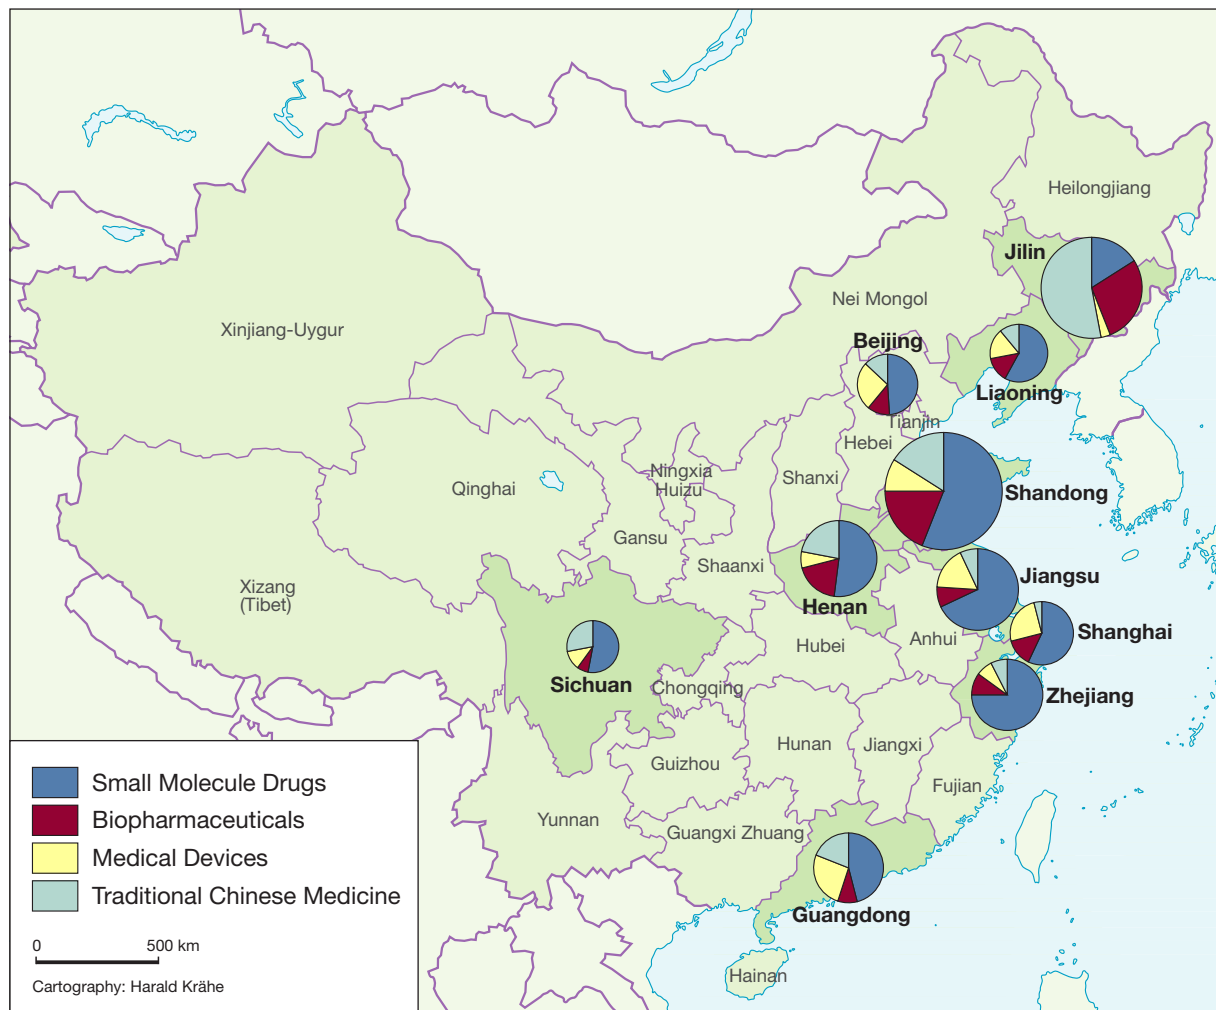 Heilongjiang
Jilin
Nei Mongol
Xinjiang-Uygur
Beijing
Liaoning
Tianjin
Hebei
Ningxia
Huizu
Shanxi
Qinghai
Shandong
Gansu
Shaanxi
Jiangsu
Xizang
(Tibet)
Henan
Shanghai
Hubei
Anhui
Sichuan
Chongqing
Zhejiang
Hunan
Jiangxi
Guizhou
Fujian
Yunnan
Guangxi Zhuang
Guangdong
Hainan
Small Molecule Drugs
Biopharmaceuticals
Medical Devices
Traditional Chinese Medicine
0 500 km
Cartography: Harald Krähe